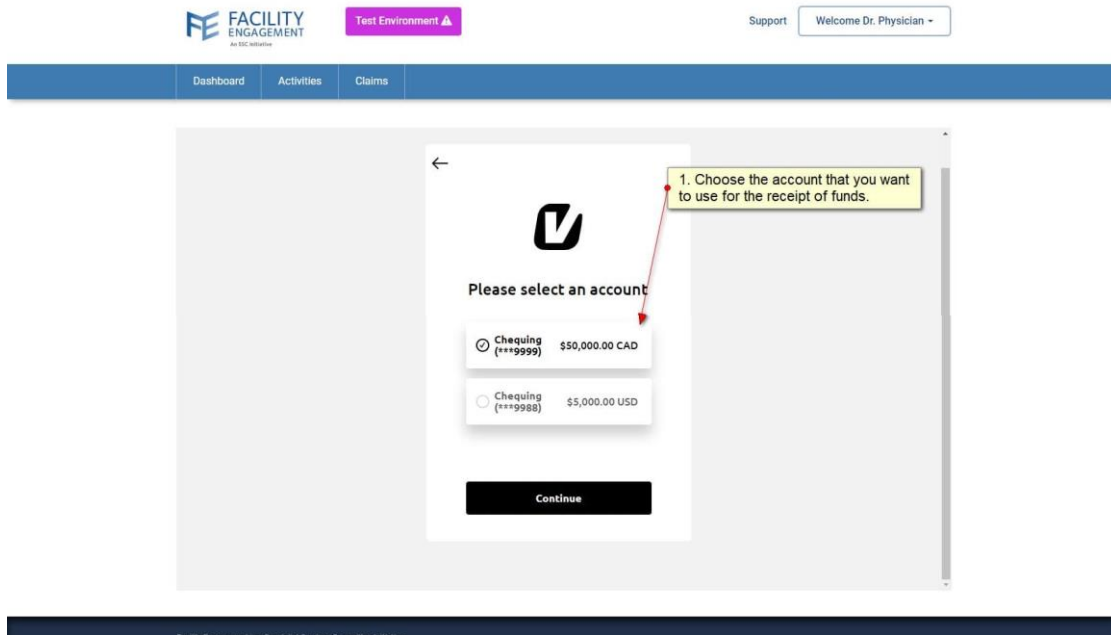 FACILITY
ENGAGEMENT
An SSC Initiative
Test Environment
Support
Welcome Dr. Physician
Dashboard
Activities
Claims
1. Choose the account that you want
to use for the receipt of funds.
Please select an account
Chequing
(***9999)
$50,000.00 CAD
Chequing
(***9988)
$5,000.00 USD
Continue